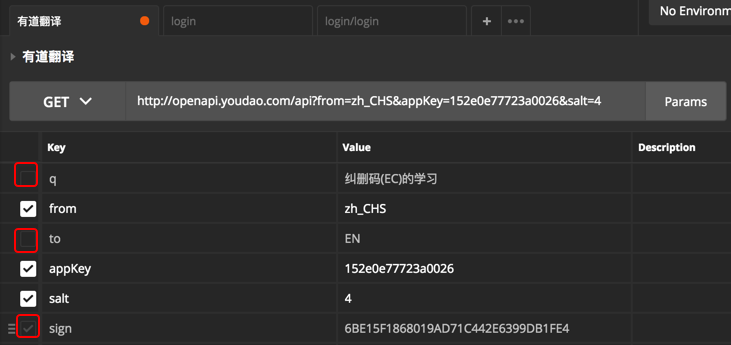 有道翻译 login login/login + ••• No Environm
有道翻译
GET http://openapi.youdao.com/api?from=zh_CHS&appKey=152e0e77723a0026&salt=4 Params
Key Value Description
q 纠删码(EC)的学习
from zh_CHS
to EN
appKey 152e0e77723a0026
salt 4
sign 6BE15F1868019AD71C442E6399DB1FE4